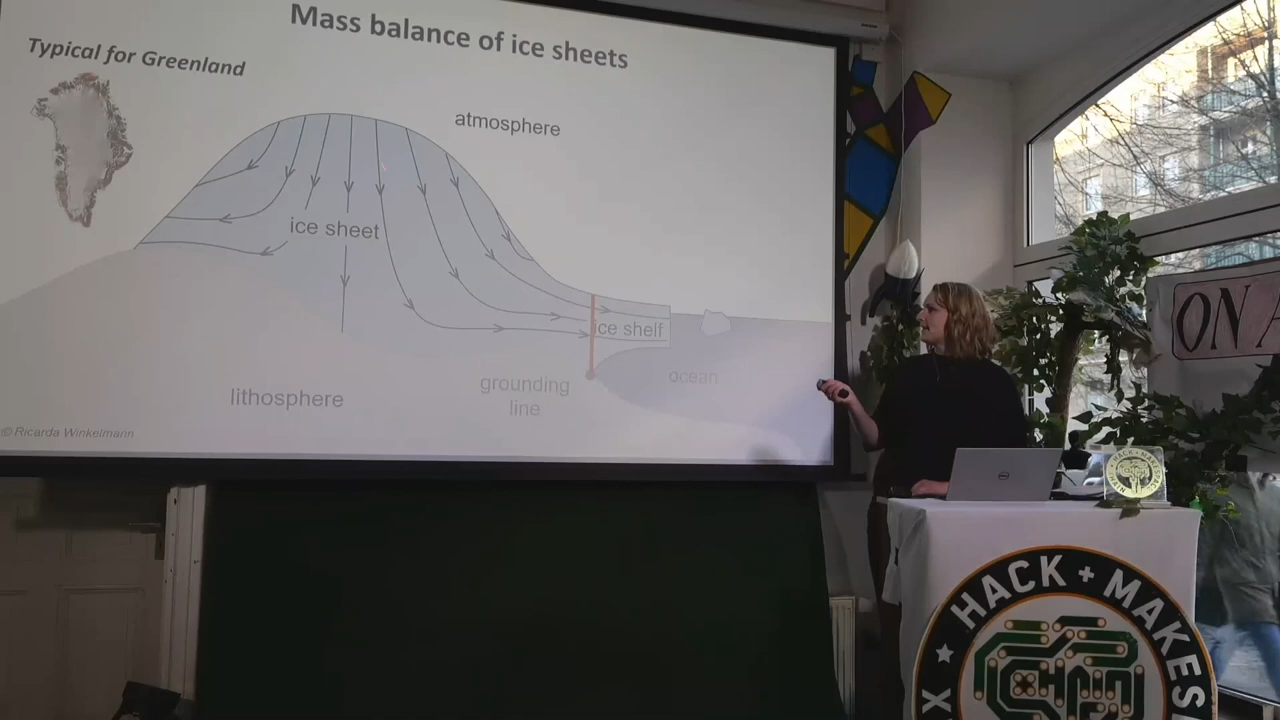 Mass balance of ice sheets
Typical for Greenland
atmosphere
ice sheet
ice shelf
grounding
line
ocean
lithosphere
© Ricarda Winkelmann
ON
HACK + MAKES